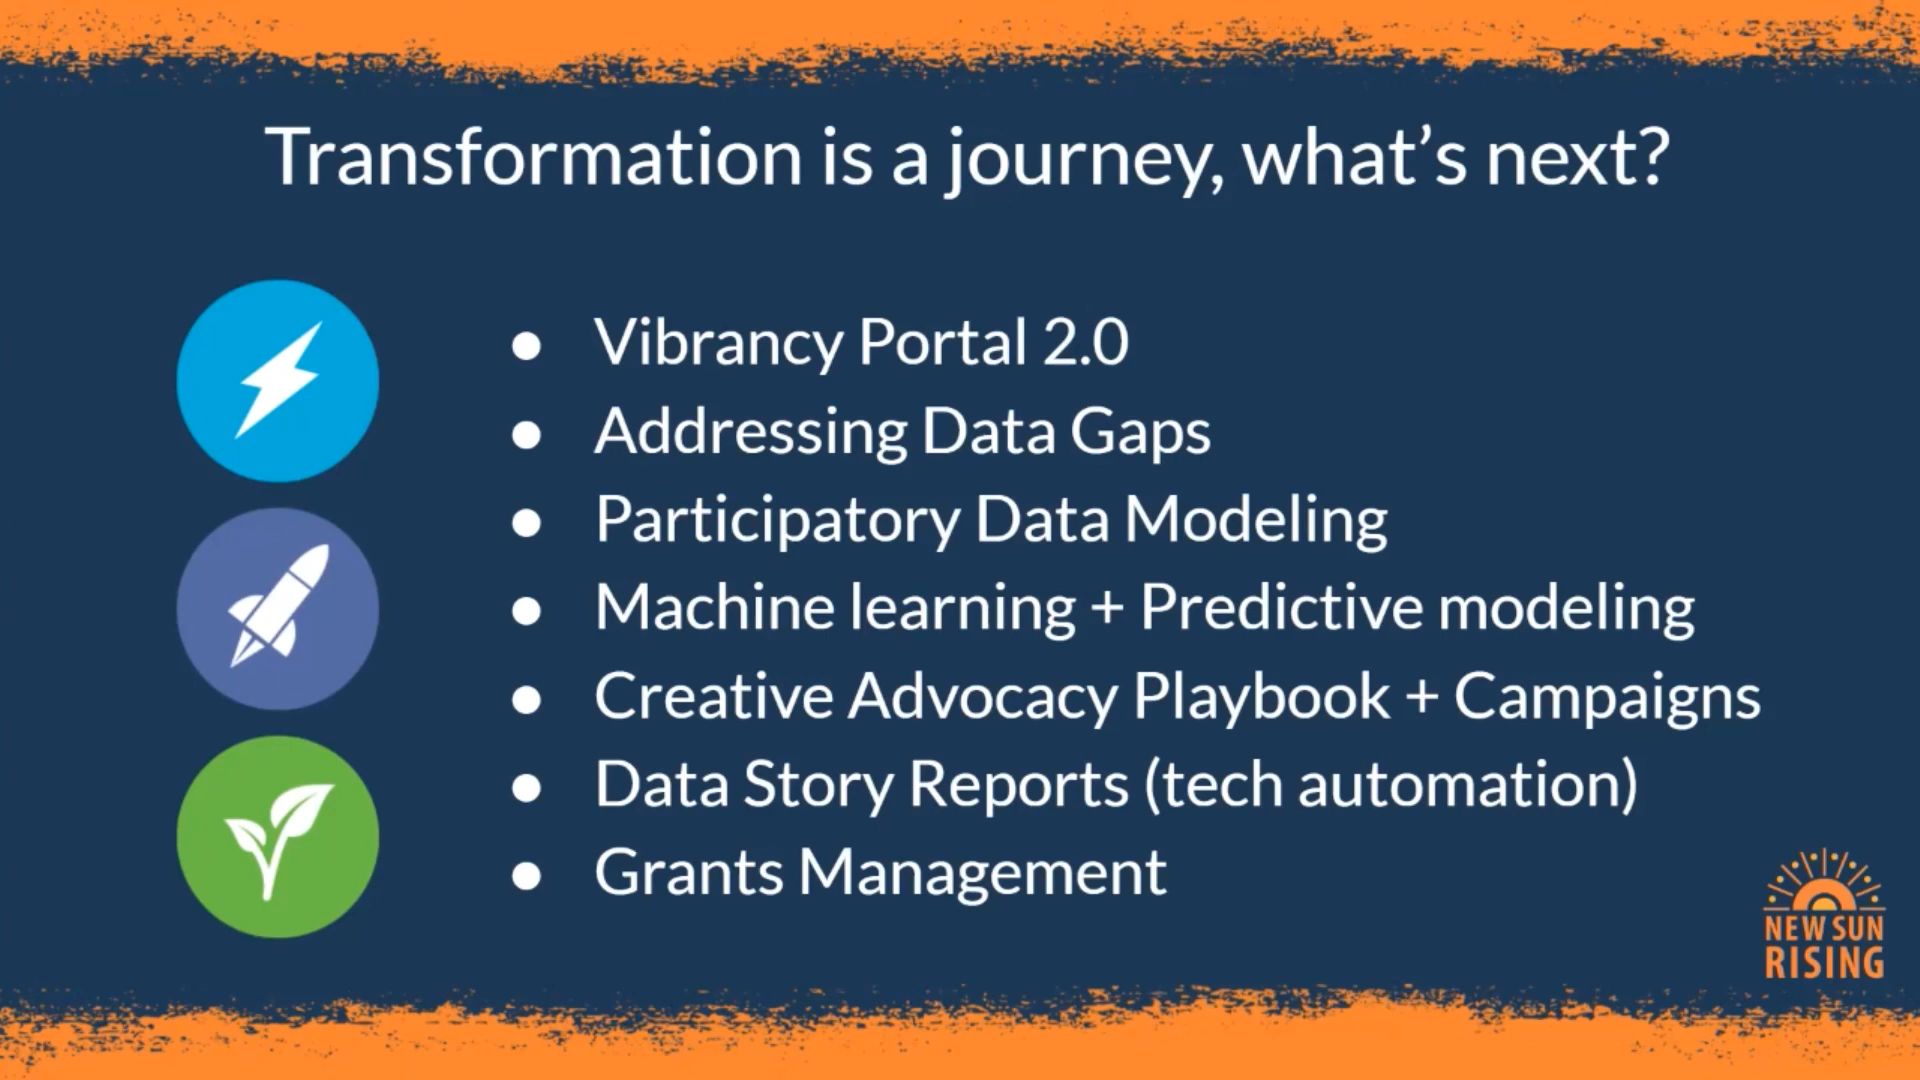 Transformation is a journey, what’s next?
● Vibrancy Portal 2.0
● Addressing Data Gaps
● Participatory Data Modeling
● Machine learning + Predictive modeling
● Creative Advocacy Playbook + Campaigns
● Data Story Reports (tech automation)
● Grants Management
NEW SUN
RISING